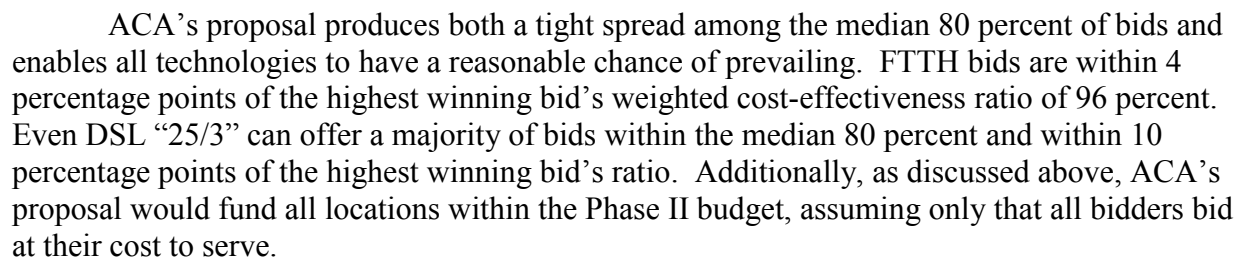 ACA’s proposal produces both a tight spread among the median 80 percent of bids and
enables all technologies to have a reasonable chance of prevailing.  FTTH bids are within 4
percentage points of the highest winning bid’s weighted cost-effectiveness ratio of 96 percent.
Even DSL “25/3” can offer a majority of bids within the median 80 percent and within 10
percentage points of the highest winning bid’s ratio.  Additionally, as discussed above, ACA’s
proposal would fund all locations within the Phase II budget, assuming only that all bidders bid
at their cost to serve.